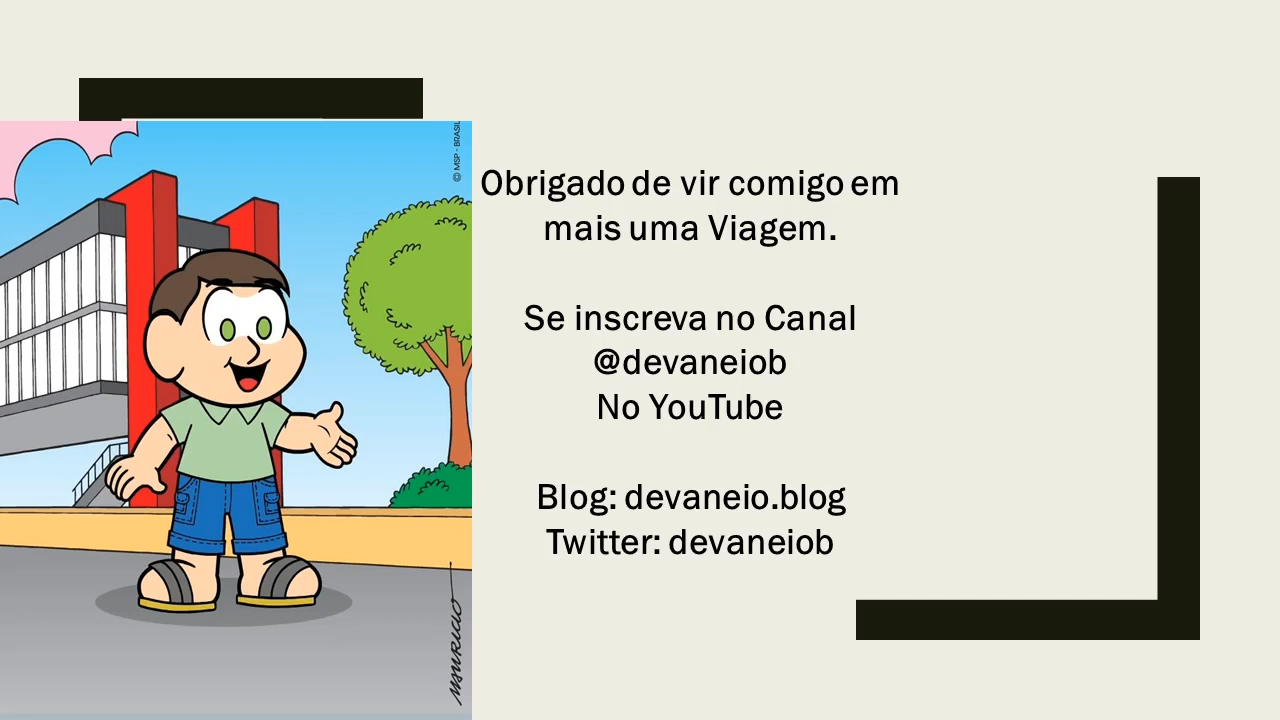 © MSP - BRASIL
Obrigado de vir comigo em
mais uma Viagem.
Se inscreva no Canal
@devaneiob
No YouTube
Blog: devaneio.blog
Twitter: devaneiob
MAURICIO